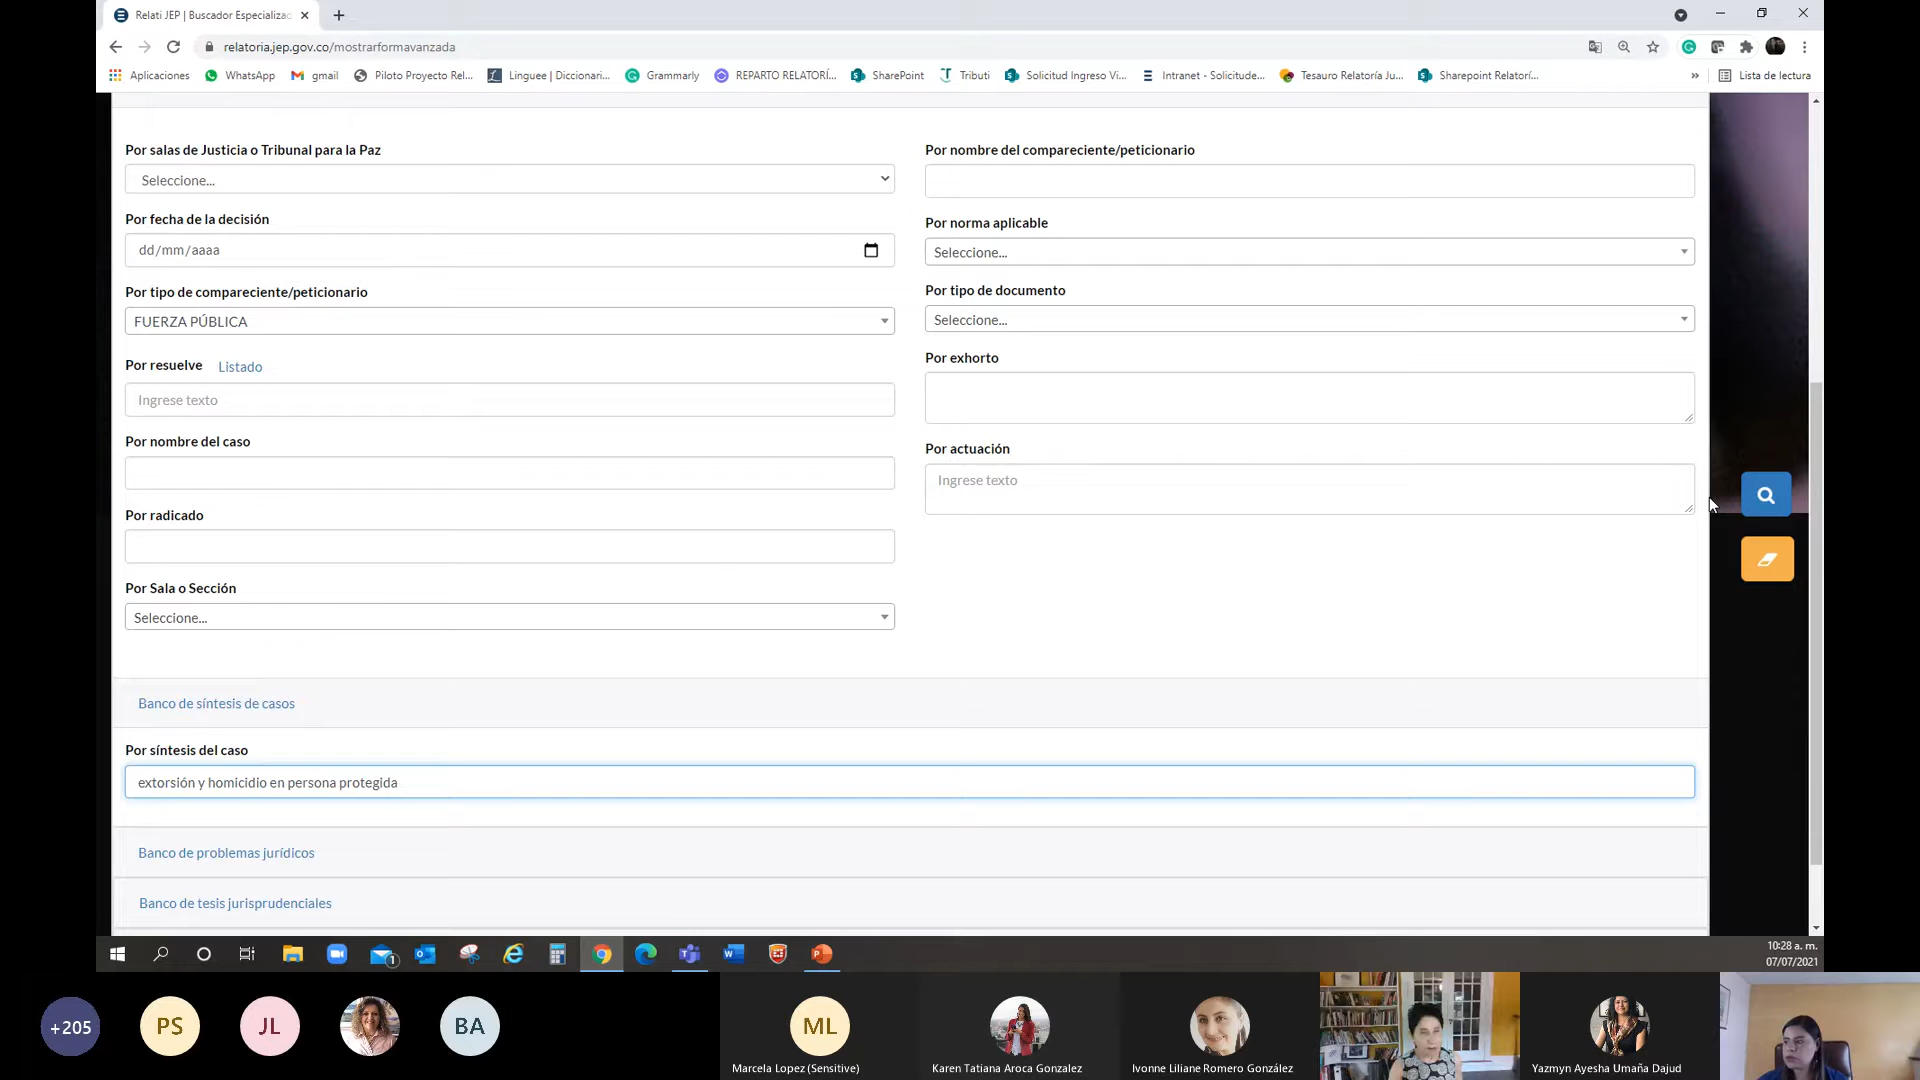 Relati JEP | Buscador Especializad
relatoria.jep.gov.co/mostrarformavanzada
Aplicaciones
WhatsApp
gmail
Piloto Proyecto Rel...
Linguee | Diccionari...
Grammarly
REPARTO RELATORÍ...
SharePoint
Tributi
Solicitud Ingreso Vi...
Intranet - Solicitude...
Tesauro Relatoría Ju...
Sharepoint Relatorí...
»
Lista de lectura
Por salas de Justicia o Tribunal para la Paz
Seleccione...
Por fecha de la decisión
dd/mm/aaaa
Por tipo de compareciente/peticionario
FUERZA PÚBLICA
Por resuelve Listado
Ingrese texto
Por nombre del caso
Por radicado
Por Sala o Sección
Seleccione...
Por nombre del compareciente/peticionario
Por norma aplicable
Seleccione...
Por tipo de documento
Seleccione...
Por exhorto
Por actuación
Ingrese texto
Banco de síntesis de casos
Por síntesis del caso
extorsión y homicidio en persona protegida
Banco de problemas jurídicos
Banco de tesis jurisprudenciales
1
10:28 a. m.
07/07/2021
+205
PS
JL
BA
ML
Marcela Lopez (Sensitive)
Karen Tatiana Aroca Gonzalez
Ivonne Liliane Romero González
Yazmyn Ayesha Umaña Dajud